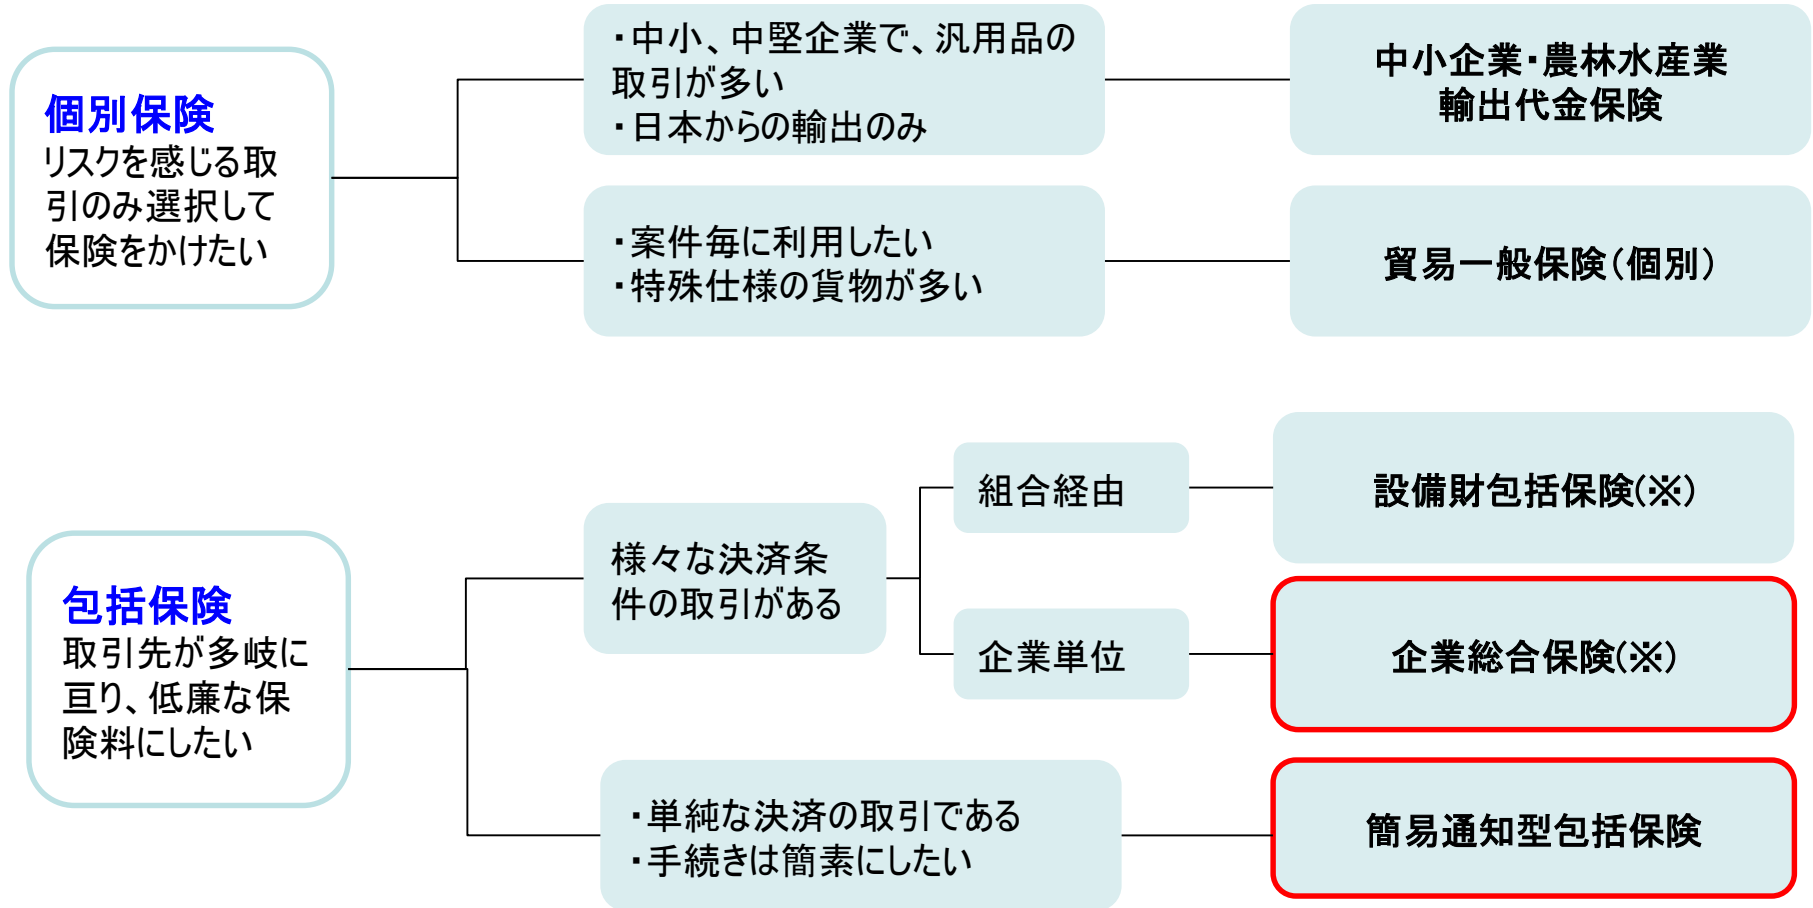 個別保険
リスクを感じる取
引のみ選択して
保険をかけたい
・中小、中堅企業で、汎用品の
取引が多い
・日本からの輸出のみ
中小企業・農林水産業
輸出代金保険
・案件毎に利用したい
・特殊仕様の貨物が多い
貿易一般保険(個別)
包括保険
取引先が多岐に
亘り、低廉な保
険料にしたい
様々な決済条
件の取引がある
組合経由
設備財包括保険(※)
企業単位
企業総合保険(※)
・単純な決済の取引である
・手続きは簡素にしたい
簡易通知型包括保険